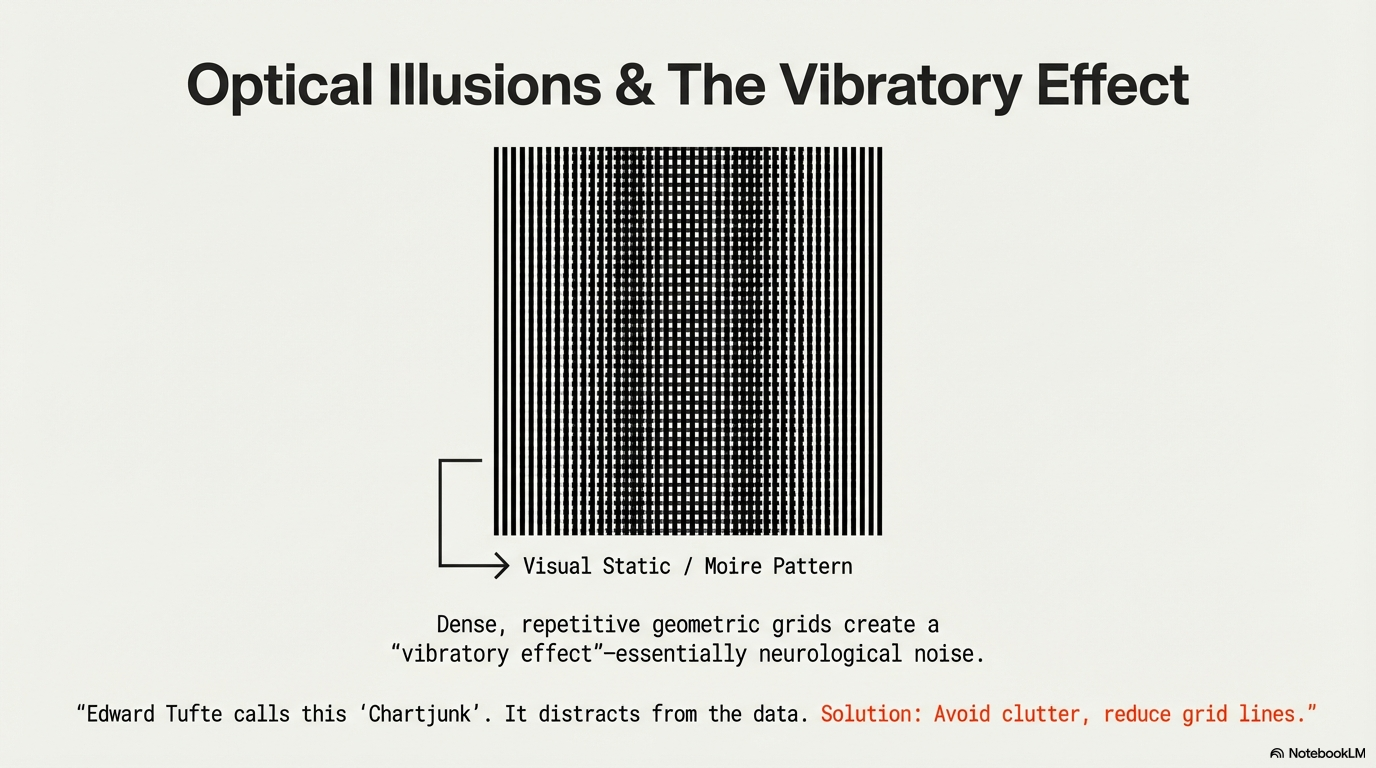 Optical Illusions & The Vibratory Effect
Visual Static / Moire Pattern
Dense, repetitive geometric grids create a
“vibratory effect”—essentially neurological noise.
“Edward Tufte calls this ‘Chartjunk’. It distracts from the data. Solution: Avoid clutter, reduce grid lines.”
NotebookLM